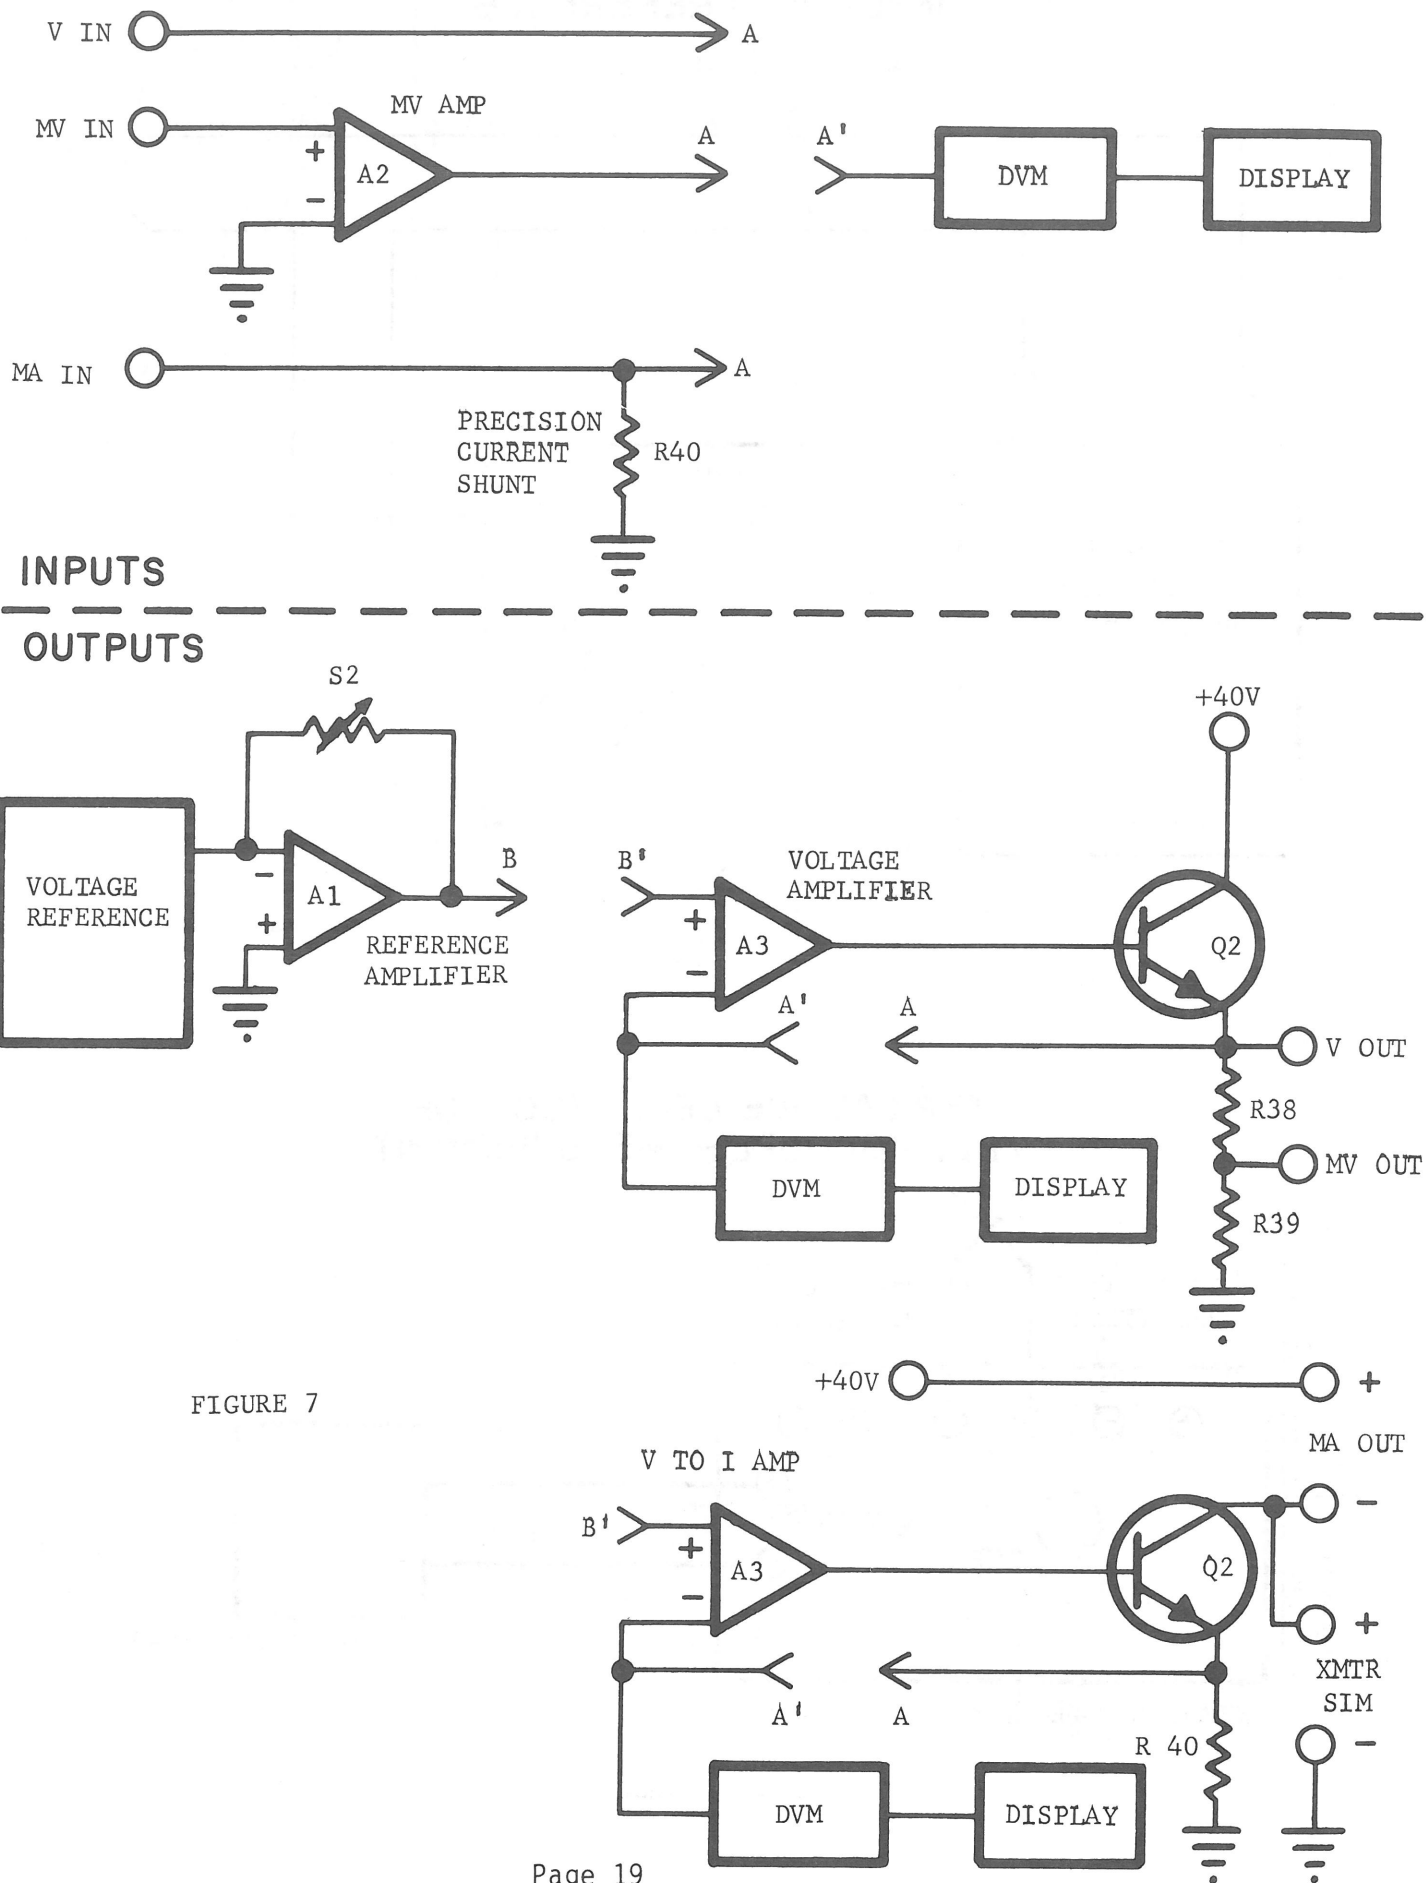 V IN
A
MV AMP
MV IN
+
A2
-
A
A'
DVM
DISPLAY
MA IN
A
PRECISION
CURRENT
SHUNT
R40
INPUTS
OUTPUTS
S2
+40V
VOLTAGE
REFERENCE
-
A1
+
B
REFERENCE
AMPLIFIER
B'
VOLTAGE
AMPLIFIER
+
A3
-
Q2
A'
A
V OUT
R38
MV OUT
DVM
DISPLAY
R39
FIGURE 7
+40V
+
MA OUT
V TO I AMP
-
B'
+
A3
-
Q2
+
XMTR
SIM
A'
A
R 40
-
DVM
DISPLAY
Page 19